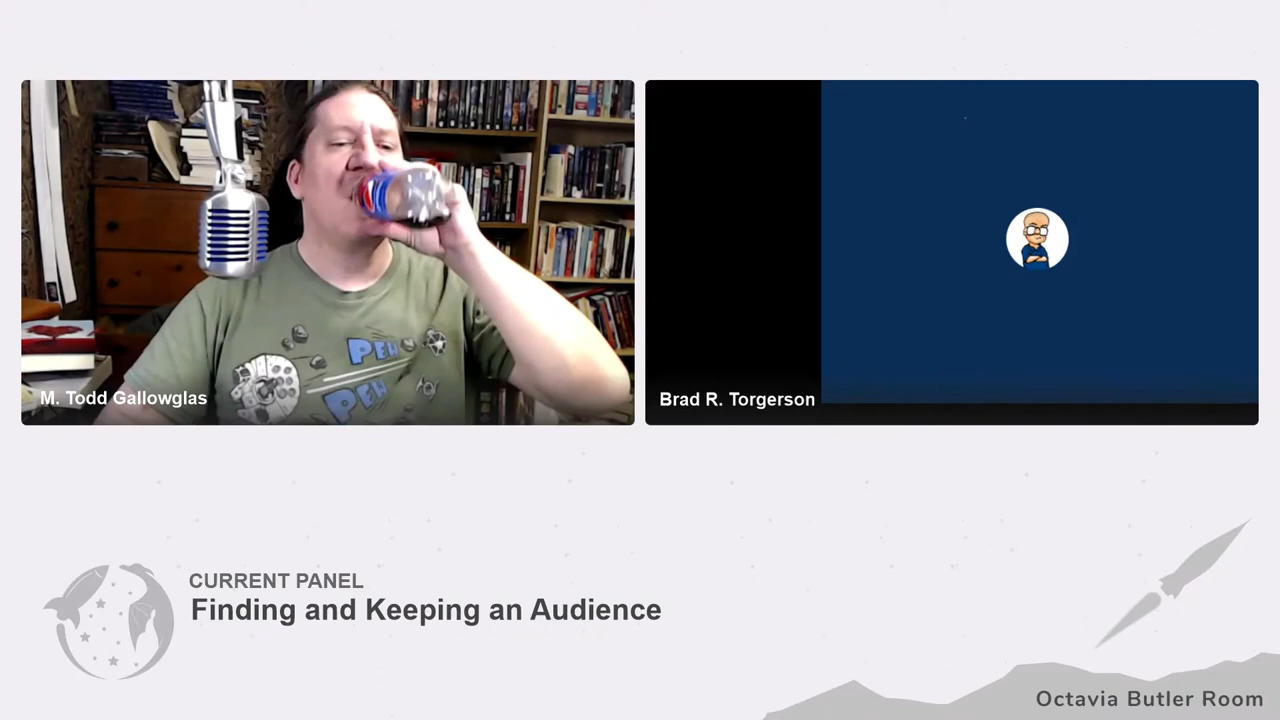 PEW
PEW
M. Todd Gallowglas
Brad R. Torgerson
CURRENT PANEL
Finding and Keeping an Audience
Octavia Butler Room